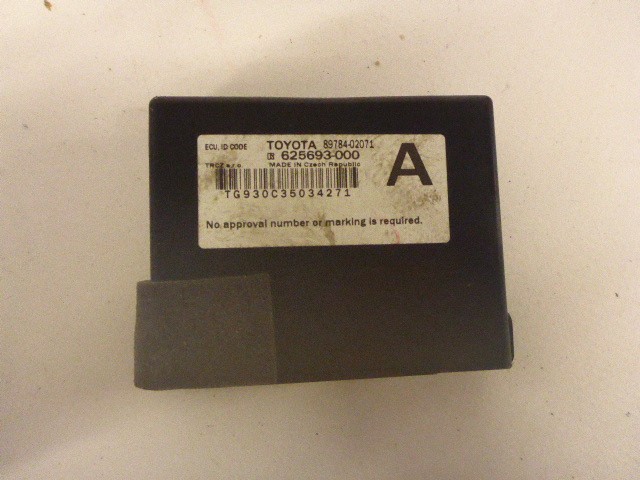 ECU, ID CODE TOYOTA 89784-02071
625693-000
TRCZ s.r.o. MADE IN Czech Republic
A
TG930C35034271
No approval number or marking is required.